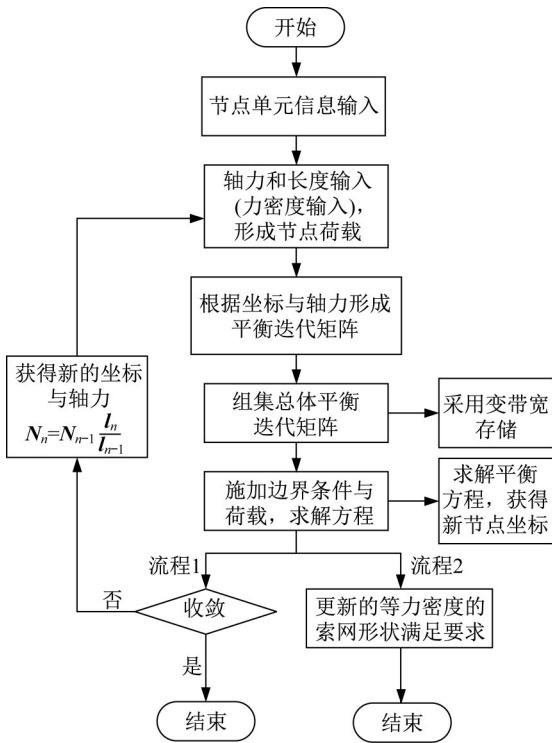 开始
节点单元信息输入
轴力和长度输入
(力密度输入),
形成节点荷载
根据坐标与轴力形成
平衡迭代矩阵
获得新的坐标
与轴力
Nₙ=Nₙ₋₁ lₙ/lₙ₋₁
组集总体平衡
迭代矩阵
采用变带宽
存储
施加边界条件与
荷载，求解方程
求解平衡
方程，获得
新节点坐标
流程1
流程2
否
收敛
更新的等力密度的
索网形状满足要求
是
结束
结束